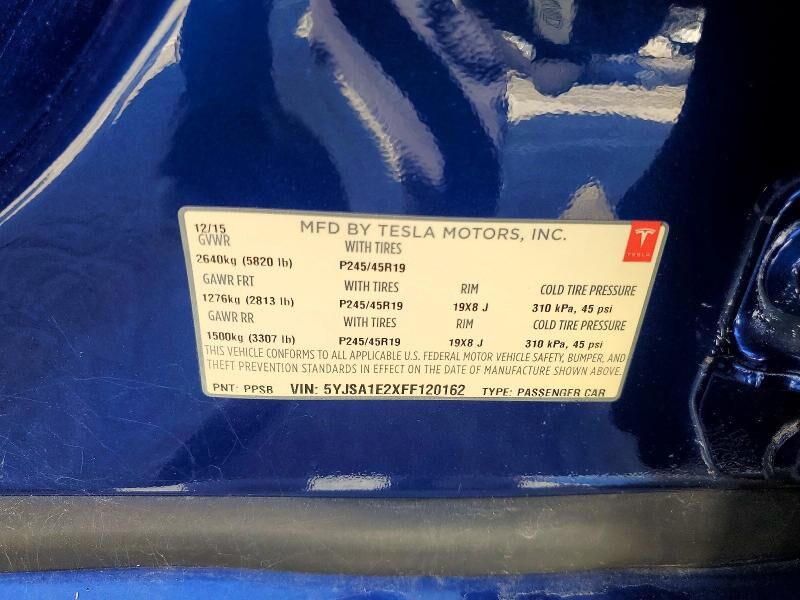 12/15 MFD BY TESLA MOTORS, INC.
GVWR WITH TIRES
2640kg (5820 lb) P245/45R19
GAWR FRT WITH TIRES RIM COLD TIRE PRESSURE
1276kg (2813 lb) P245/45R19 19X8 J 310 kPa, 45 psi
GAWR RR WITH TIRES RIM COLD TIRE PRESSURE
1500kg (3307 lb) P245/45R19 19X8 J 310 kPa, 45 psi
THIS VEHICLE CONFORMS TO ALL APPLICABLE U.S. FEDERAL MOTOR VEHICLE SAFETY, BUMPER, AND
THEFT PREVENTION STANDARDS IN EFFECT ON THE DATE OF MANUFACTURE SHOWN ABOVE.
PNT: PPSB VIN: 5YJSA1E2XFF120162 TYPE: PASSENGER CAR
TESLA